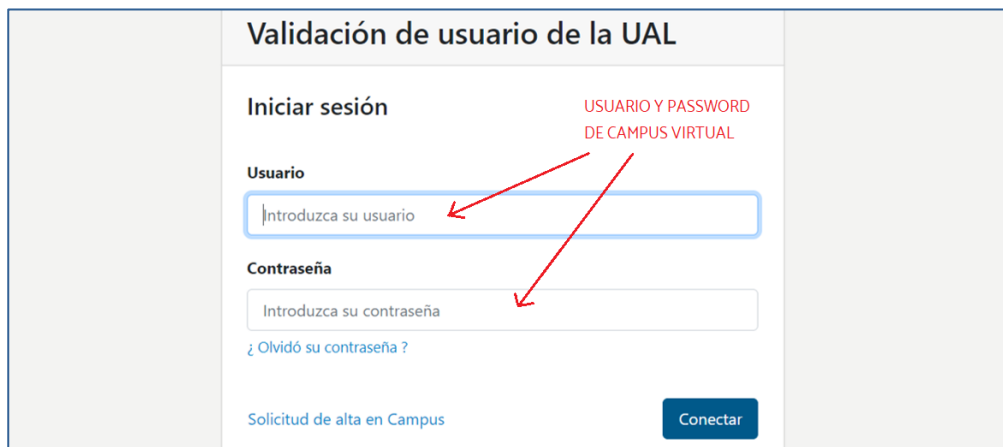 Validación de usuario de la UAL
Iniciar sesión
USUARIO Y PASSWORD
DE CAMPUS VIRTUAL
Usuario
Introduzca su usuario
Contraseña
Introduzca su contraseña
¿ Olvidó su contraseña ?
Solicitud de alta en Campus
Conectar